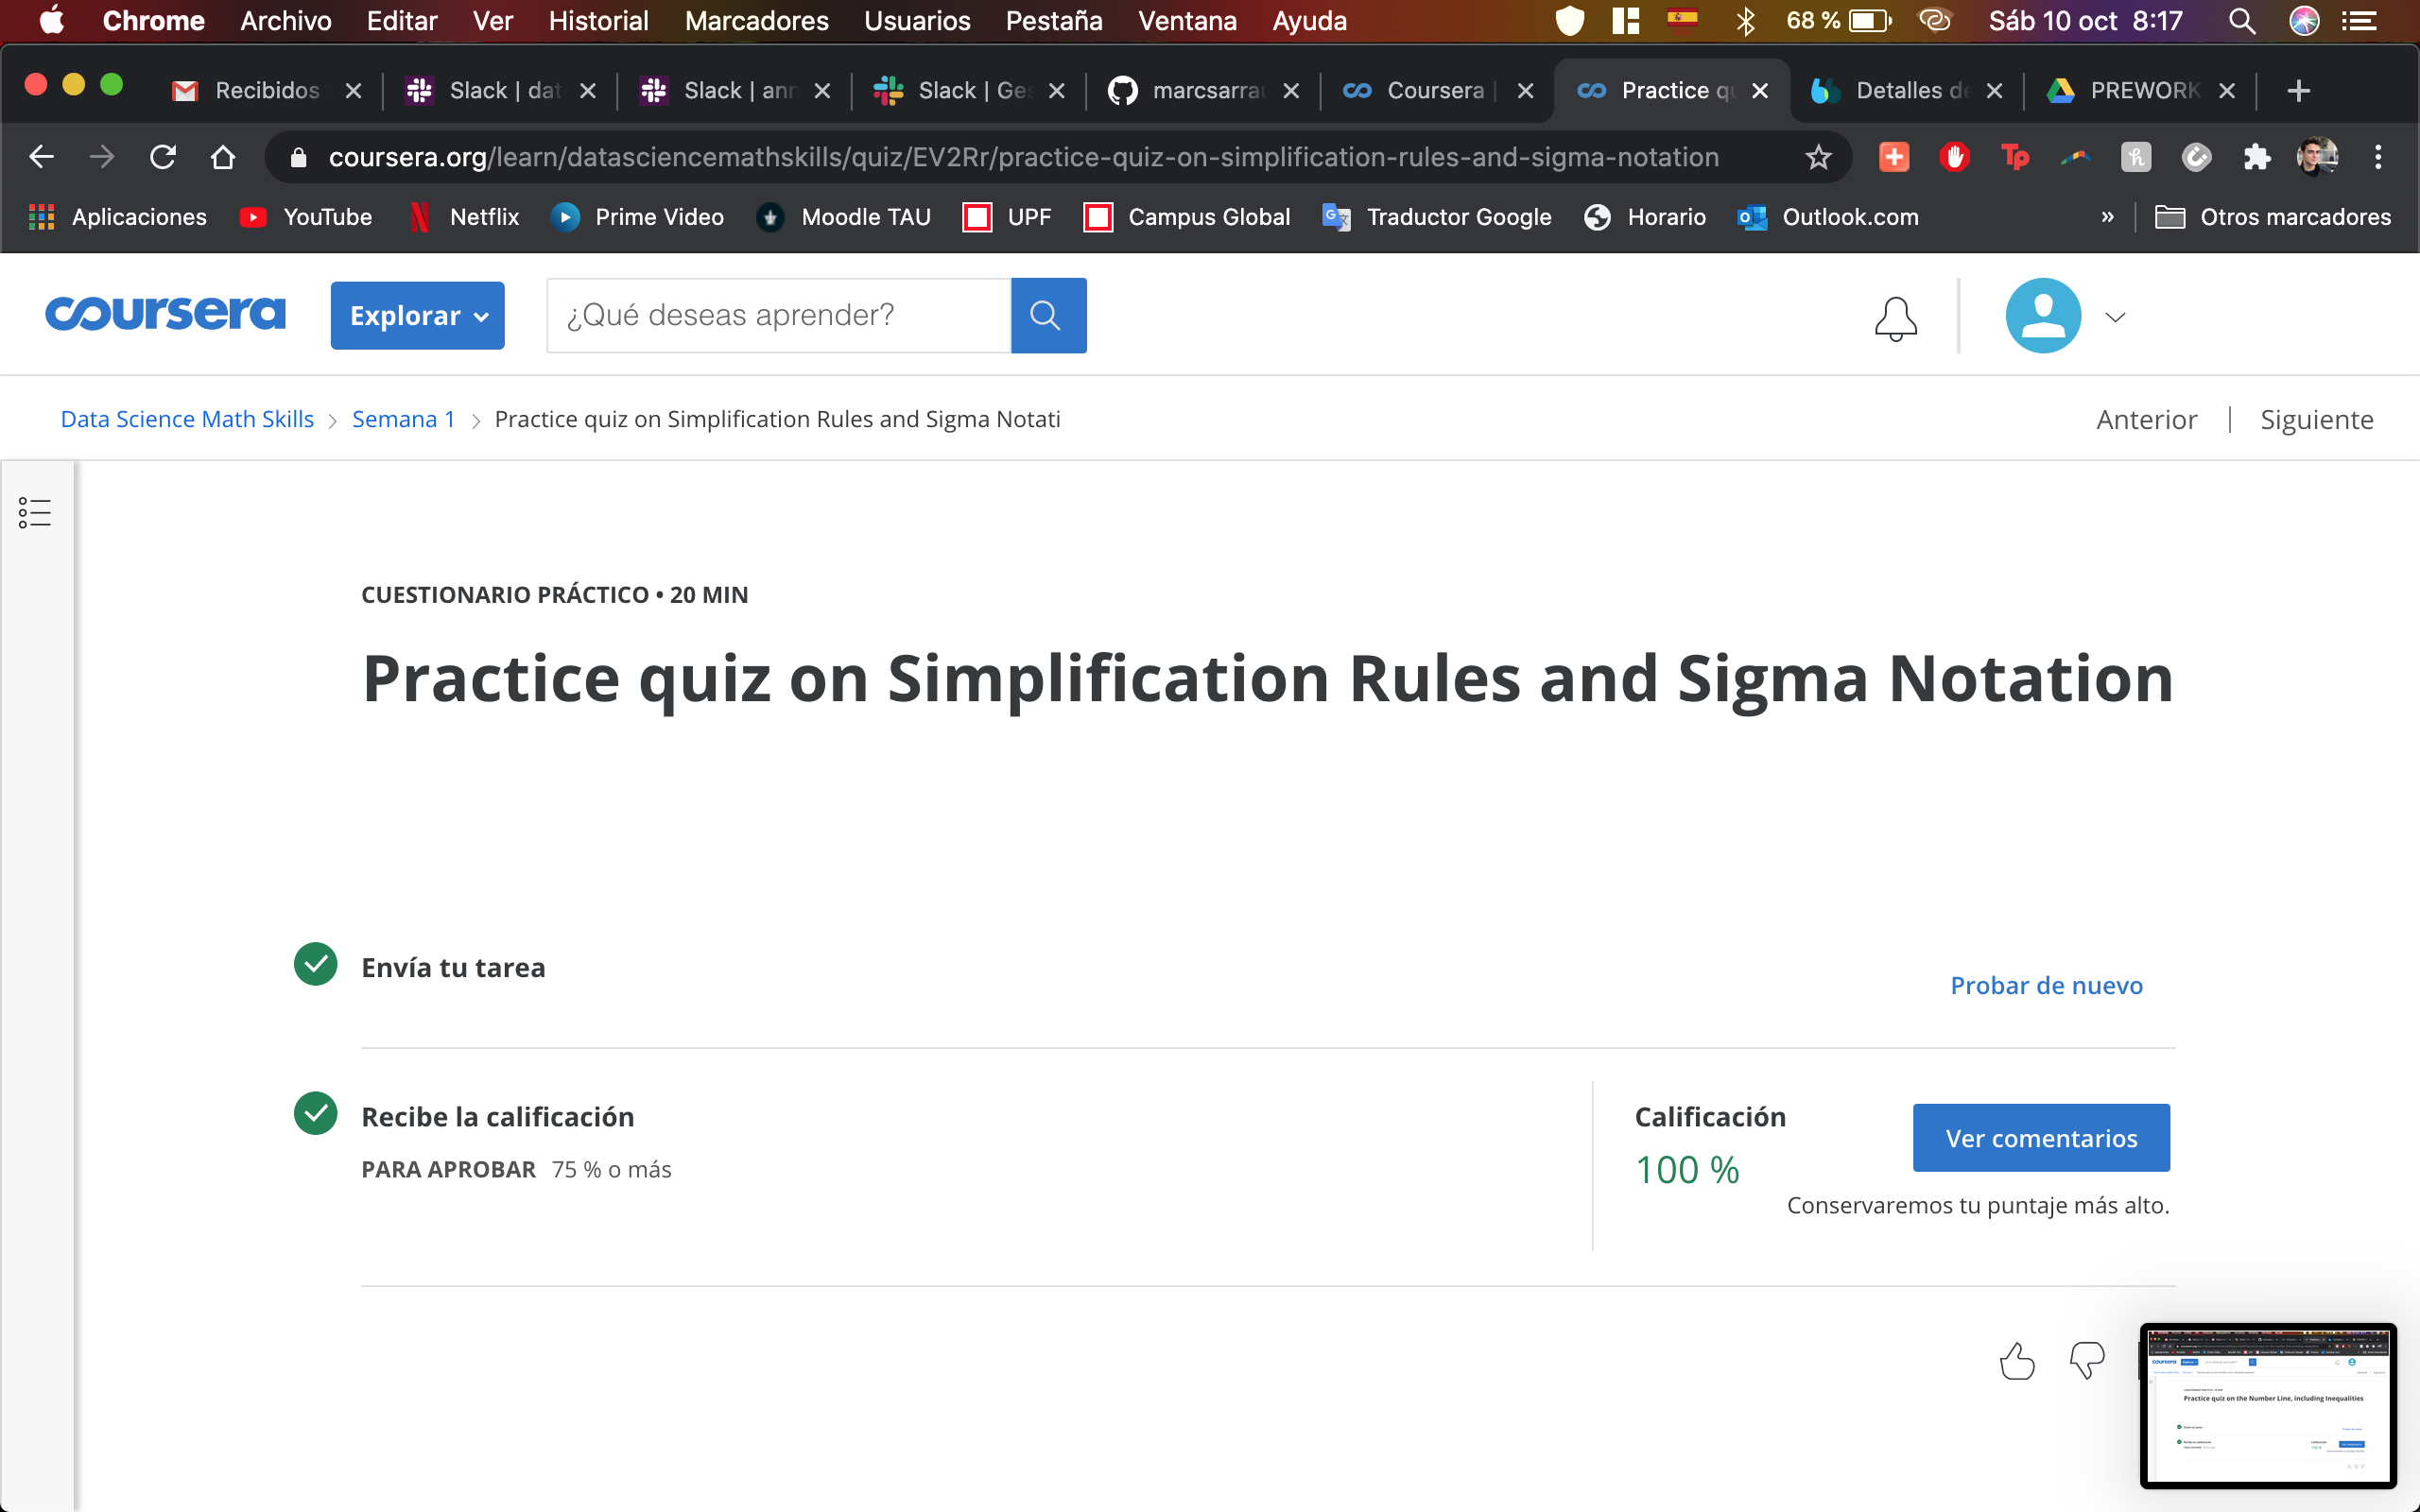 Chrome Archivo Editar Ver Historial Marcadores Usuarios Pestaña Ventana Ayuda 68 % Sáb 10 oct 8:17
Recibidos Slack | dat Slack | ann Slack | Ges marcsarrau Coursera | Practice qu Detalles de PREWORK
coursera.org/learn/datasciencemathskills/quiz/EV2Rr/practice-quiz-on-simplification-rules-and-sigma-notation
Aplicaciones YouTube Netflix Prime Video Moodle TAU UPF Campus Global Traductor Google Horario Outlook.com » Otros marcadores
coursera Explorar ¿Qué deseas aprender?
Data Science Math Skills > Semana 1 > Practice quiz on Simplification Rules and Sigma Notati Anterior | Siguiente
CUESTIONARIO PRÁCTICO • 20 MIN
Practice quiz on Simplification Rules and Sigma Notation
Envía tu tarea
Probar de nuevo
Recibe la calificación
PARA APROBAR 75 % o más
Calificación
100 %
Ver comentarios
Conservaremos tu puntaje más alto.
Practice quiz on the Number Line, including Inequalities